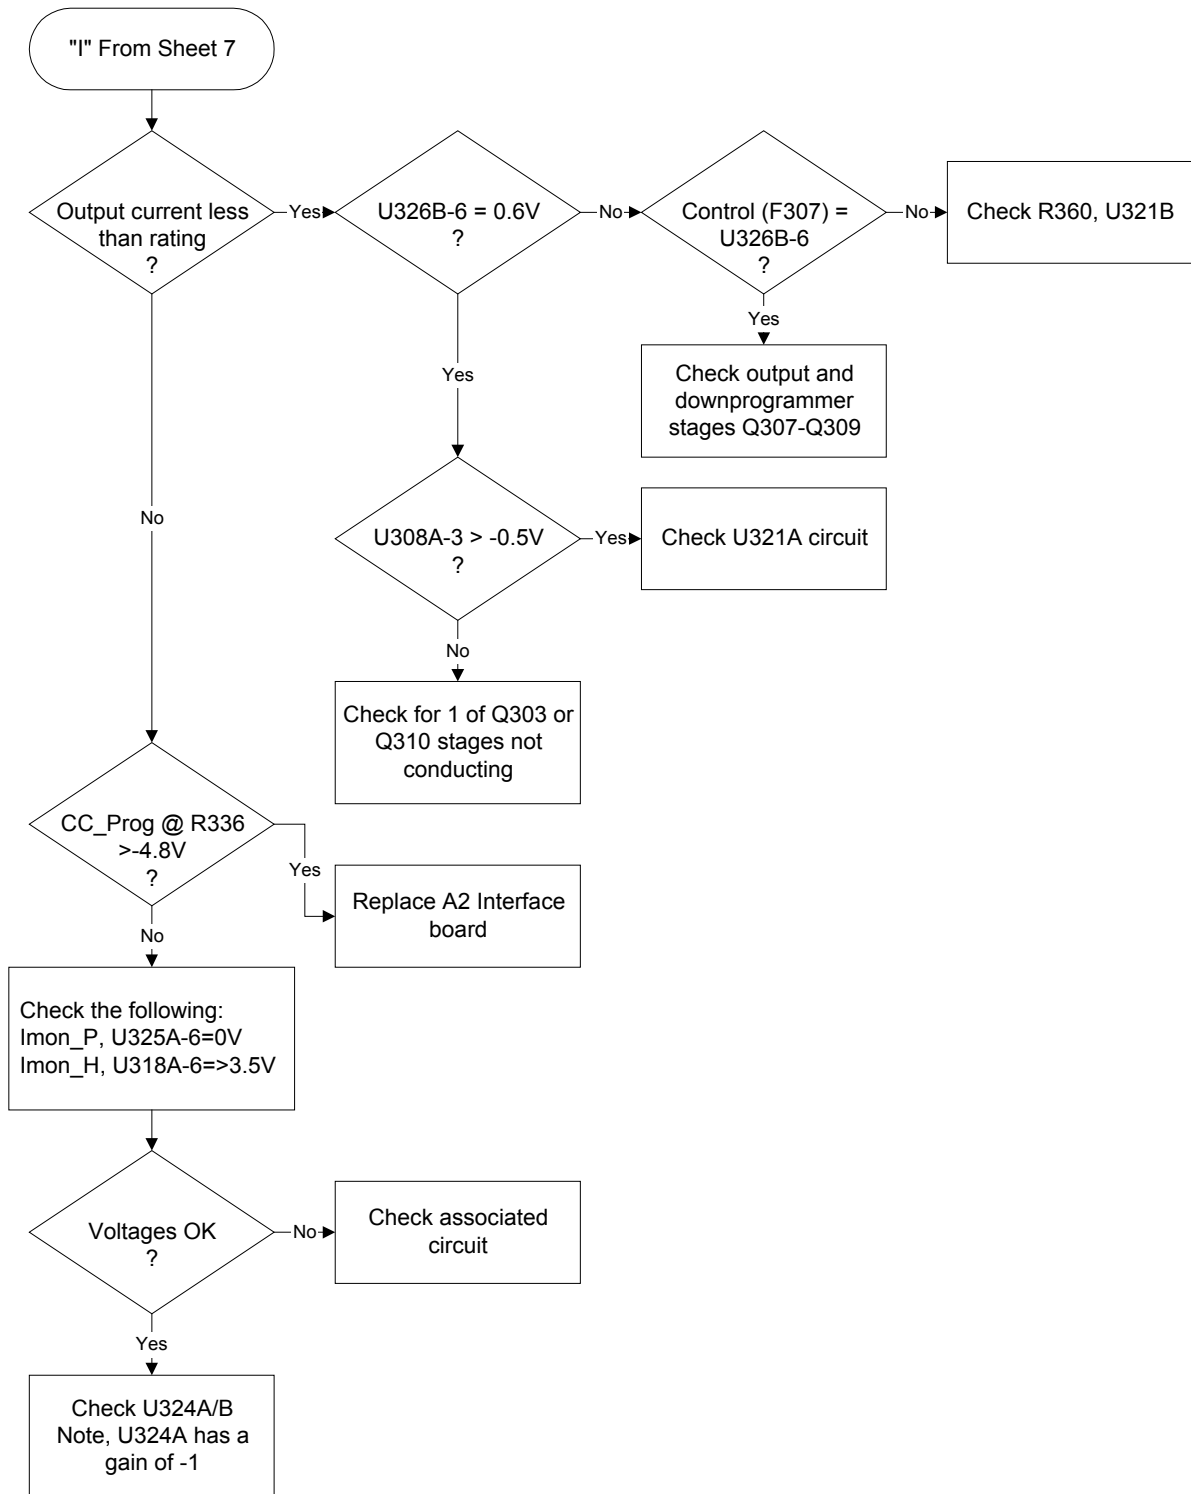 "I" From Sheet 7
Output current less
than rating
?
Yes
U326B-6 = 0.6V
?
No
Control (F307) =
U326B-6
?
No
Check R360, U321B
Yes
Check output and
downprogrammer
stages Q307-Q309
Yes
U308A-3 > -0.5V
?
Yes
Check U321A circuit
No
Check for 1 of Q303 or
Q310 stages not
conducting
No
CC_Prog @ R336
>-4.8V
?
Yes
Replace A2 Interface
board
No
Check the following:
Imon_P, U325A-6=0V
Imon_H, U318A-6=>3.5V
Voltages OK
?
No
Check associated
circuit
Yes
Check U324A/B
Note, U324A has a
gain of -1